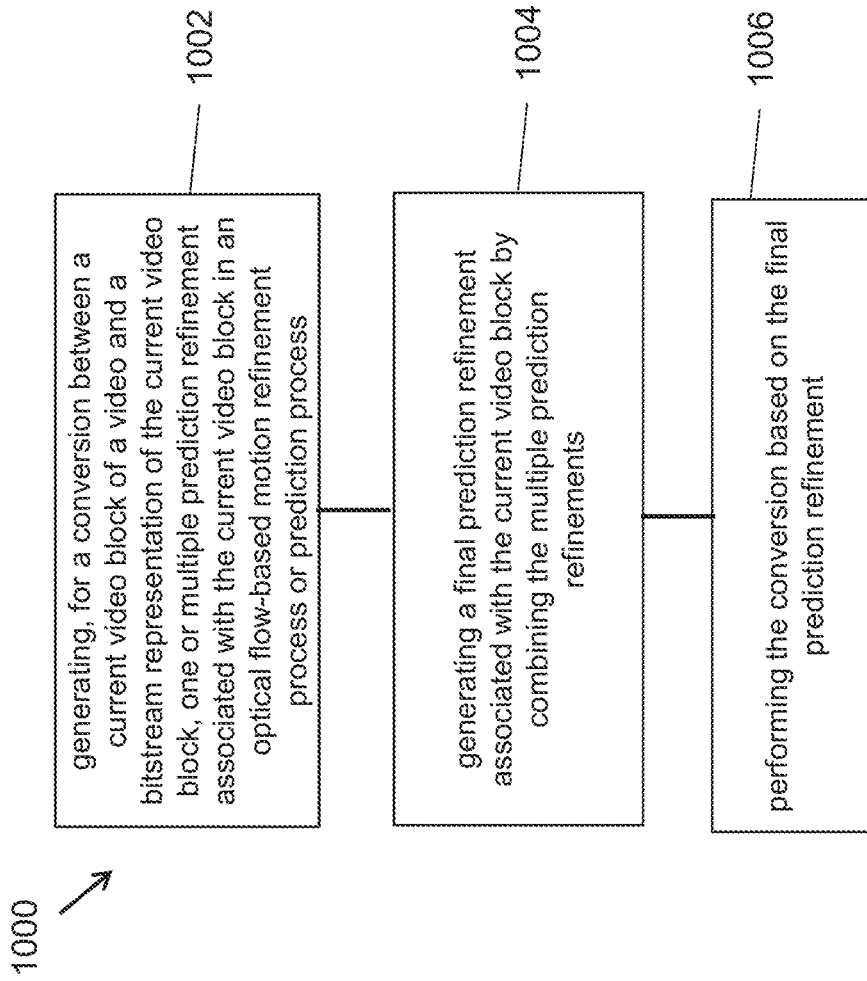 1000
generating, for a conversion between a
current video block of a video and a
bitstream representation of the current video
block, one or multiple prediction refinement
associated with the current video block in an
optical flow-based motion refinement
process or prediction process
1002
generating a final prediction refinement
associated with the current video block by
combining the multiple prediction
refinements
1004
performing the conversion based on the final
prediction refinement
1006